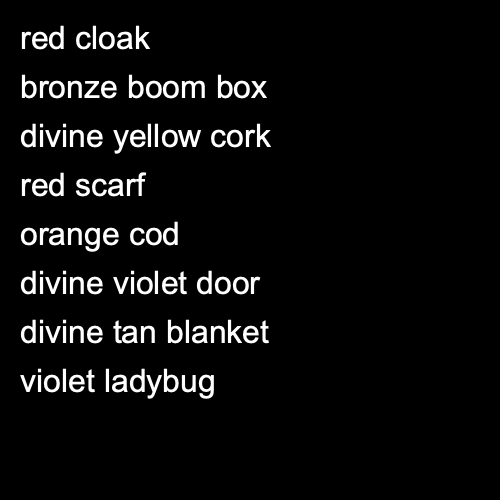 red cloak
bronze boom box
divine yellow cork
red scarf
orange cod
divine violet door
divine tan blanket
violet ladybug